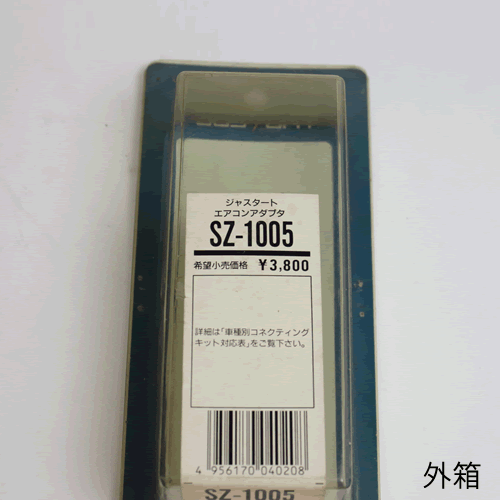 ジャスタート
エアコンアダプタ
SZ-1005
希望小売価格 ¥3,800
詳細は「車種別コネクティング
キット対応表」をご覧下さい。
4 956170 040208
SZ-1005
外箱